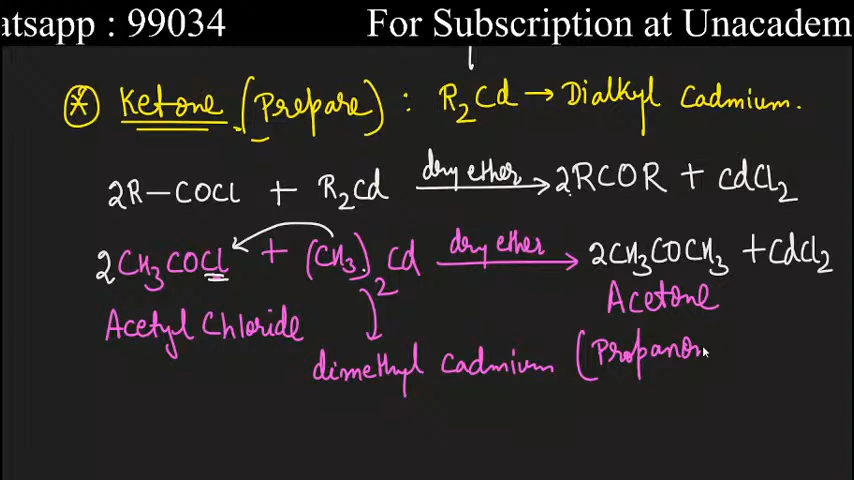 atsapp : 99034 For Subscription at Unacadem
* Ketone (Prepare) : R₂Cd → Dialkyl Cadmium.
2R—COCl + R₂Cd dry ether → 2RCOR + CdCl₂
2CH₃COCl + (CH₃)₂Cd dry ether → 2CH₃COCH₃ + CdCl₂
Acetyl Chloride Acetone
dimethyl cadmium (Propanon